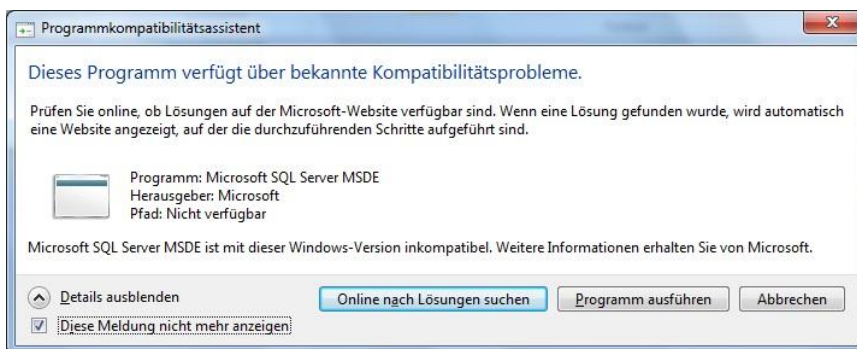 Programmkompatibilitätsassistent
Dieses Programm verfügt über bekannte Kompatibilitätsprobleme.
Prüfen Sie online, ob Lösungen auf der Microsoft-Website verfügbar sind. Wenn eine Lösung gefunden wurde, wird automatisch
eine Website angezeigt, auf der die durchzuführenden Schritte aufgeführt sind.
Programm: Microsoft SQL Server MSDE
Herausgeber: Microsoft
Pfad: Nicht verfügbar
Microsoft SQL Server MSDE ist mit dieser Windows-Version inkompatibel. Weitere Informationen erhalten Sie von Microsoft.
Details ausblenden
Online nach Lösungen suchen
Programm ausführen
Abbrechen
Diese Meldung nicht mehr anzeigen